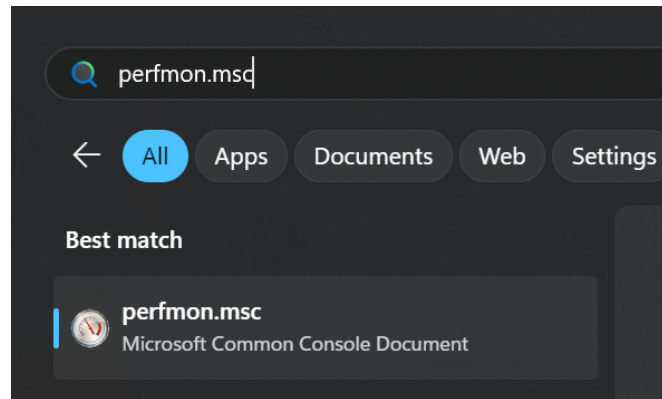 perfmon.msc
All Apps Documents Web Settings
Best match
perfmon.msc
Microsoft Common Console Document